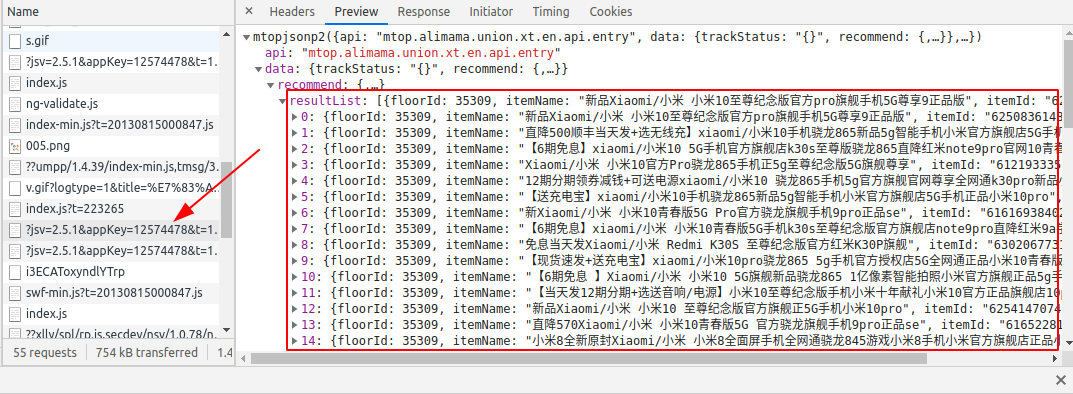 Name
s.gif
?jsv=2.5.1&appKey=12574478&t=1.
index.js
ng-validate.js
index-min.js?t=20130815000847.js
005.png
??umpp/1.4.39/index-min.js,tmsg/3.
v.gif?logtype=1&title=%E7%83%A..
index.js?t=223265
?jsv=2.5.1&appKey=12574478&t=1.
?jsv=2.5.1&appKey=12574478&t=1.
i3ECAToxyndlYTrp
swf-min.js?t=20130815000847.js
index.js
??xlly/spl/rp.js,secdev/nsv/1.0.78/n
55 requests 754 kB transferred 1.4
× Headers Preview Response Initiator Timing Cookies
mtopjsonp2({api: "mtop.alimama.union.xt.en.api.entry", data: {trackStatus: "{}", recommend: {,…}},…})
api: "mtop.alimama.union.xt.en.api.entry"
data: {trackStatus: "{}", recommend: {,…}}
recommend: {,…}
resultList: [{floorId: 35309, itemName: "新品Xiaomi/小米 小米10至尊纪念版官方pro旗舰手机5G尊享9正品版", itemId: "62
0: {floorId: 35309, itemName: "新品Xiaomi/小米 小米10至尊纪念版官方pro旗舰手机5G尊享9正品版", itemId: "6250836148
1: {floorId: 35309, itemName: "直降500顺丰当天发+选无线充】xiaomi/小米10手机骁龙865新品5g智能手机小米官方旗舰店5G手机
2: {floorId: 35309, itemName: "【6期免息】xiaomi/小米10 5G手机官方旗舰店k30s至尊版骁龙865直降红米note9pro官网10青春
3: {floorId: 35309, itemName: "Xiaomi/小米 小米10官方Pro骁龙865手机正5g至尊纪念版5G旗舰尊享", itemId: "612193335
4: {floorId: 35309, itemName: "12期分期领券减钱+可送电源xiaomi/小米10 骁龙865手机5g官方旗舰官网尊享全网通k30pro新品小
5: {floorId: 35309, itemName: "【送充电宝】xiaomi/小米10手机骁龙865新品5g智能手机小米官方旗舰店5G手机正品小米10pro",
6: {floorId: 35309, itemName: "新Xiaomi/小米 小米10青春版5G Pro官方骁龙旗舰手机9pro正品se", itemId: "6161693840
7: {floorId: 35309, itemName: "【6期免息】xiaomi/小米10青春版5G手机k30s至尊纪念版官方旗舰店note9pro直降红米9a至
8: {floorId: 35309, itemName: "免息当天发Xiaomi/小米 Redmi K30S 至尊纪念版官方红米K30P旗舰", itemId: "630206773
9: {floorId: 35309, itemName: "【现货速发+送充电宝】xiaomi/小米10pro骁龙865 5g手机官方授权店5G全网通正品小米10青春版
10: {floorId: 35309, itemName: "【6期免息 】Xiaomi/小米 小米10 5G旗舰新品骁龙865 1亿像素智能拍照小米官方旗舰正品5g手
11: {floorId: 35309, itemName: "【当天发12期分期+选送音响/电源】小米10至尊纪念版手机小米十年献礼小米10官方正品旗舰店10p
12: {floorId: 35309, itemName: "新品Xiaomi/小米 小米10 至尊纪念版官方旗舰正5G手机小米10pro", itemId: "6254147074
13: {floorId: 35309, itemName: "直降570Xiaomi/小米 小米10青春版5G 官方骁龙旗舰手机9pro正品se", itemId: "61652281
14: {floorId: 35309, itemName: "小米8全新原封Xiaomi/小米 小米8全面屏手机全网通骁龙845游戏小米8手机小米官方旗舰店正品小
×